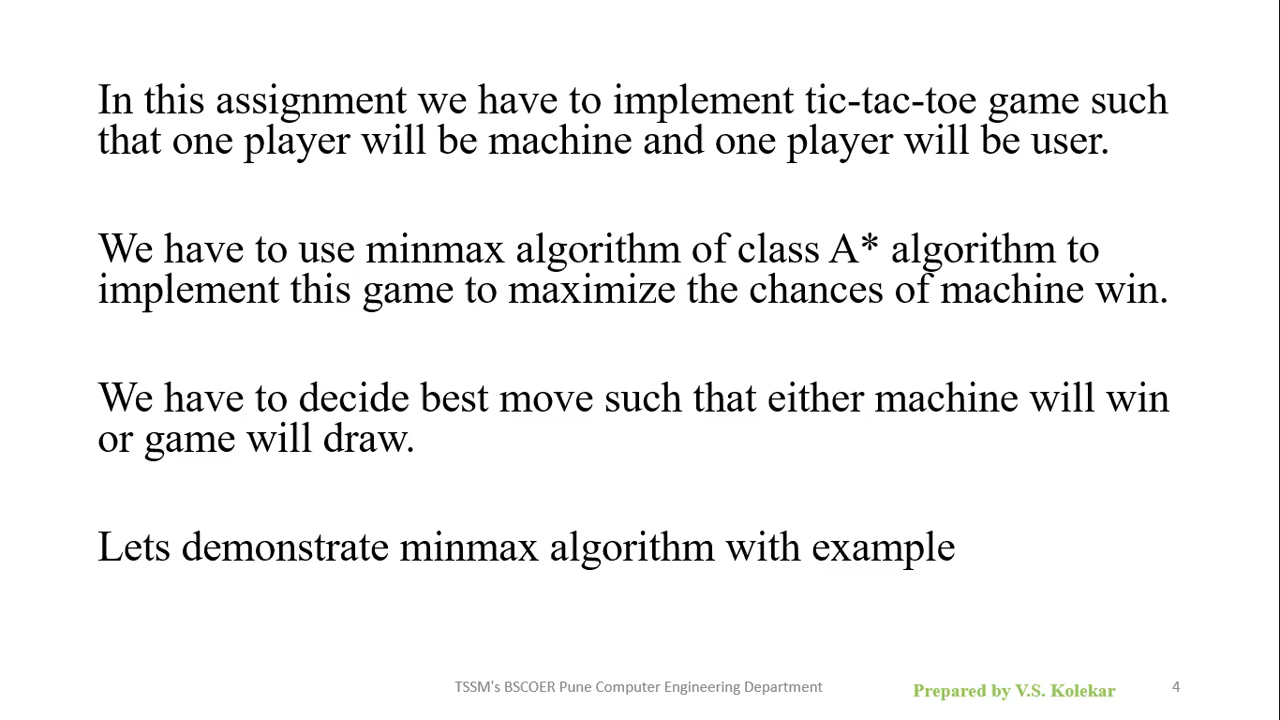 In this assignment we have to implement tic-tac-toe game such
that one player will be machine and one player will be user.
We have to use minmax algorithm of class A* algorithm to
implement this game to maximize the chances of machine win.
We have to decide best move such that either machine will win
or game will draw.
Lets demonstrate minmax algorithm with example
TSSM's BSCOER Pune Computer Engineering Department
Prepared by V.S. Kolekar
4